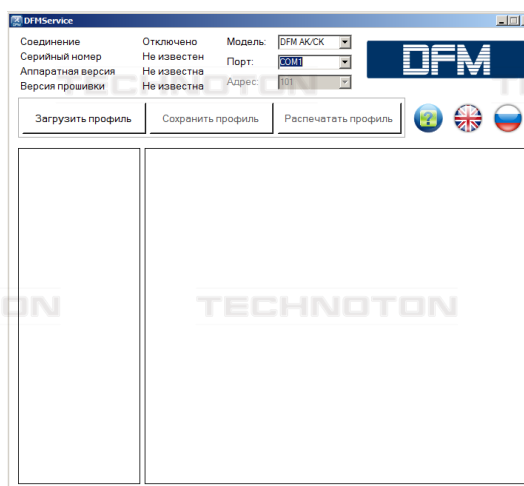 DFMService
Соединение Отключено Модель: DFM AK/CK
Серийный номер Не известен Порт: COM1
Аппаратная версия Не известна
Версия прошивки Не известна Адрес: 101
DFM
Загрузить профиль Сохранить профиль Распечатать профиль
TECHNOTON